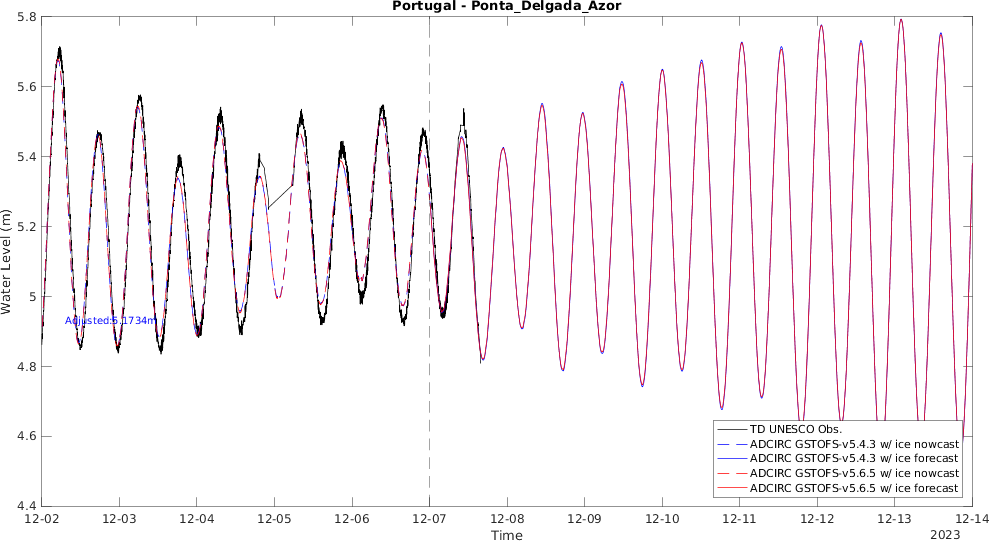 Portugal - Ponta_Delgada_Azor
5.8
5.6
5.4
5.2
5
4.8
4.6
4.4
Water Level (m)
Adjusted:5.1734m
TD UNESCO Obs.
ADCIRC GSTOFS-v5.4.3 w/ ice nowcast
ADCIRC GSTOFS-v5.4.3 w/ ice forecast
ADCIRC GSTOFS-v5.6.5 w/ ice nowcast
ADCIRC GSTOFS-v5.6.5 w/ ice forecast
12-02 12-03 12-04 12-05 12-06 12-07 12-08 12-09 12-10 12-11 12-12 12-13 12-14
Time
2023